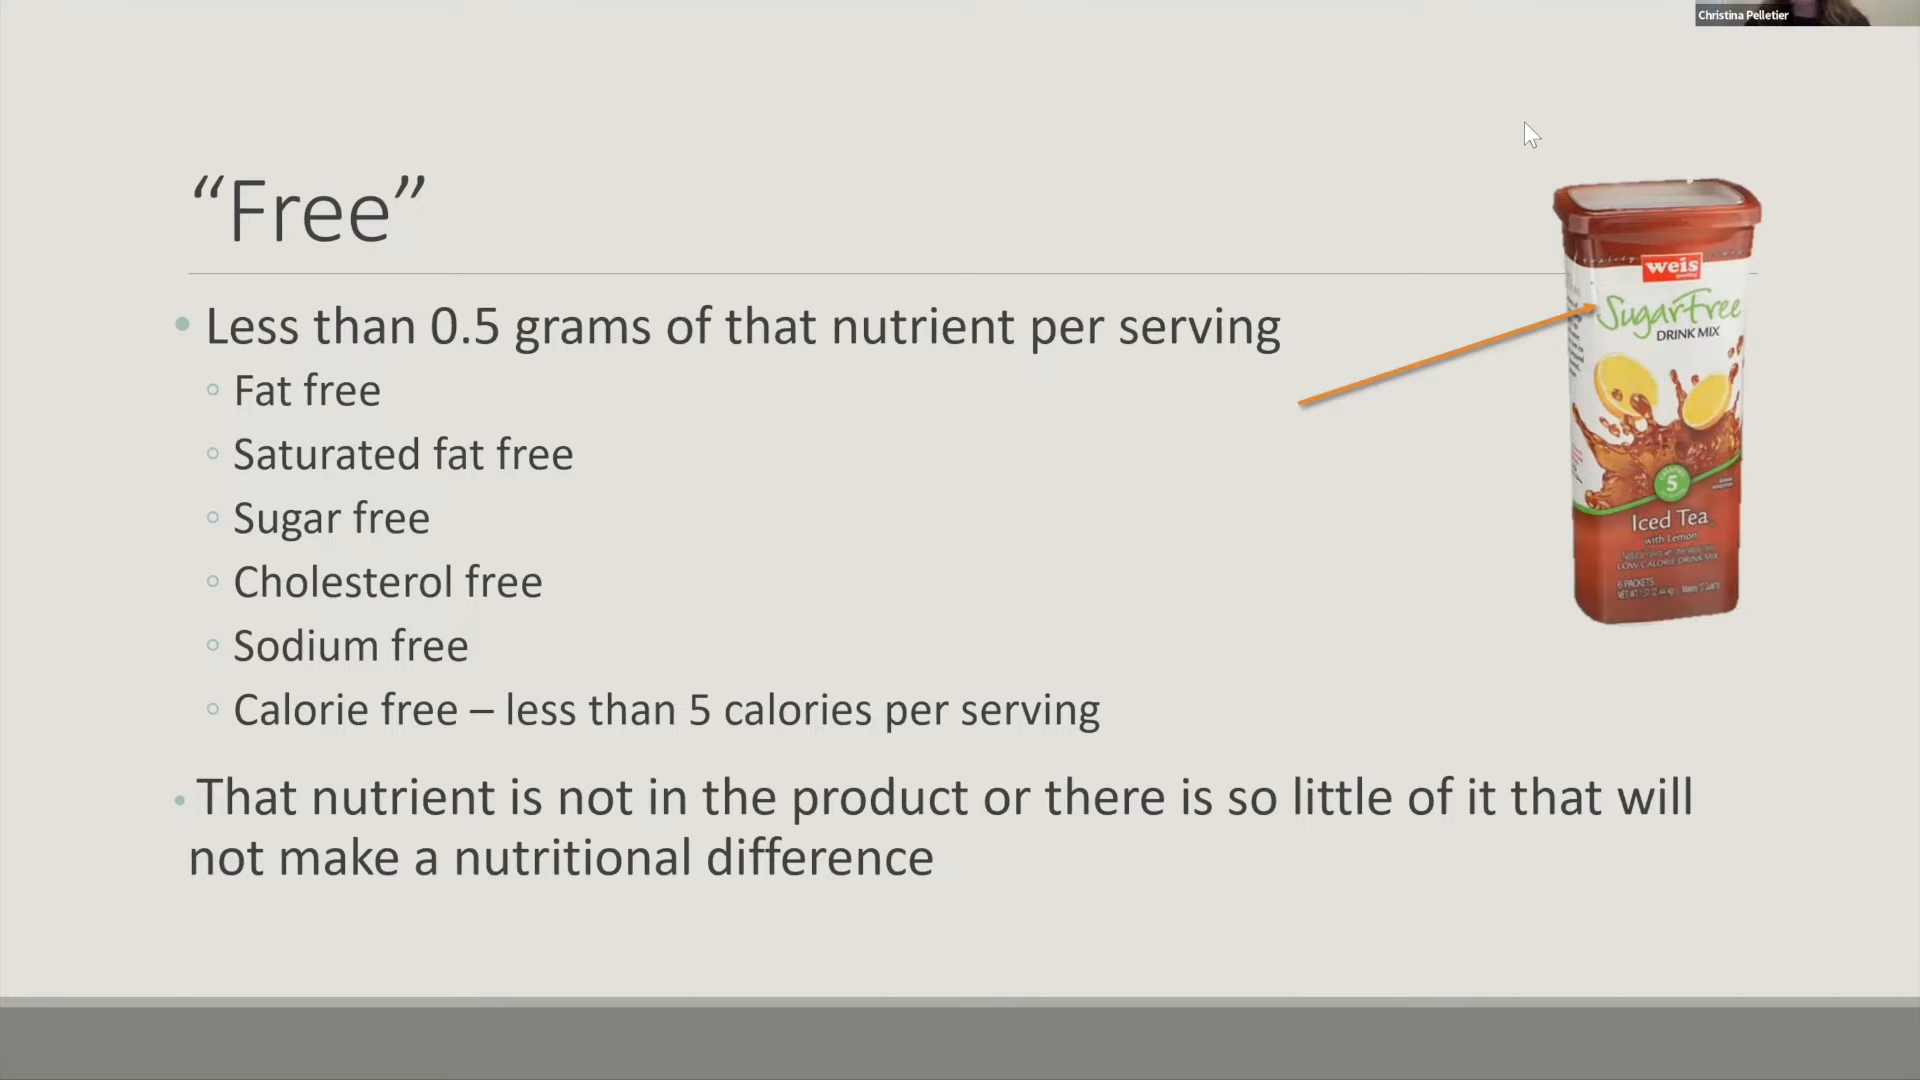 Christina Pelletier
“Free”
• Less than 0.5 grams of that nutrient per serving
◦ Fat free
◦ Saturated fat free
◦ Sugar free
◦ Cholesterol free
◦ Sodium free
◦ Calorie free – less than 5 calories per serving
• That nutrient is not in the product or there is so little of it that will
not make a nutritional difference
weis
quality
SugarFree
DRINK MIX
5
Iced Tea
with Lemon
LOW CALORIE DRINK MIX
6 PACKETS